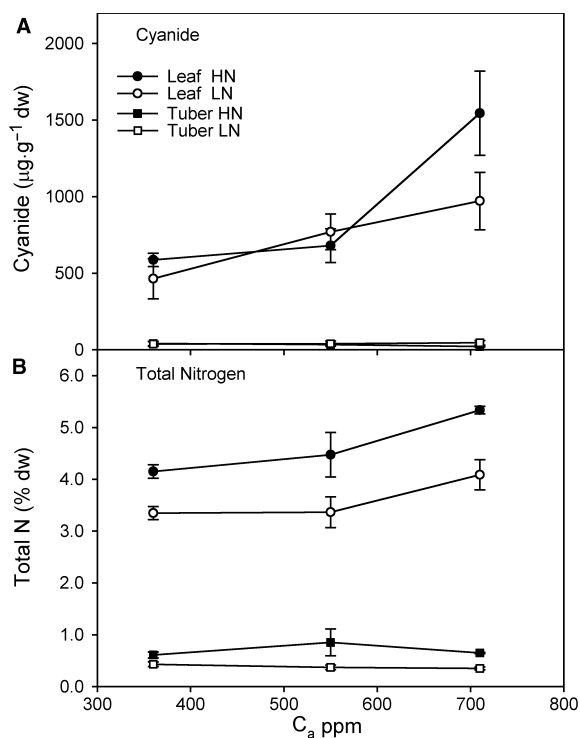 A
Cyanide
2000
Leaf HN
Leaf LN
Tuber HN
Tuber LN
1500
1000
500
0
Cyanide (µg·g⁻¹ dw)
B
Total Nitrogen
6.0
5.0
4.0
3.0
2.0
1.0
0.0
Total N (% dw)
300 400 500 600 700 800
Cₐ ppm